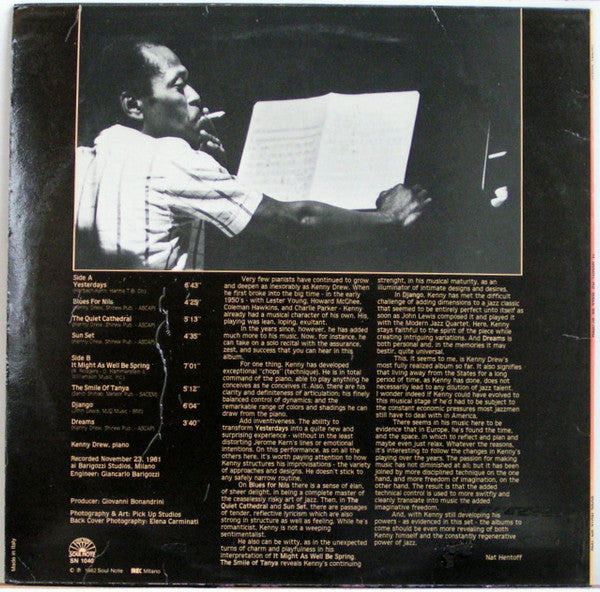 Side A
Yesterdays 6'43"
Blues For Nils 4'25"
(Kenny Drew, Shirew Pub - ASCAP)
The Quiet Cathedral 5'13"
(Kenny Drew, Shirew Pub - ASCAP)
Sun Set 4'35"
(Kenny Drew, Shirew Pub - ASCAP)
Side B
It Might As Well Be Spring 7'01"
The Smile Of Tanya 5'12"
Django 6'04"
Dreams 3'40"
(Kenny Drew, Shirew Pub - ASCAP)
Kenny Drew, piano
Recorded November 23, 1981
at Barigozzi Studios, Milano
Engineer: Giancarlo Barigozzi
Producer: Giovanni Bonandrini
Photography & Art: Pick Up Studios
Back Cover Photography: Elena Carminati
Made in Italy
SOUL NOTE
SN 1040
© ℗ 1982 Soul Note
Milano
Very few pianists have continued to grow
and deepen as inexorably as Kenny Drew. When
he first broke into the big time - in the early
1950's - with Lester Young, Howard McGhee,
Coleman Hawkins, and Charlie Parker - Kenny
already had a musical character of his own. His
playing was lean, loping, exultant.
In the years since, however, he has added
much more to his music. Now, for instance, he
can take on a solo recital with the assurance,
zest, and success that you can hear in this
album.
For one thing, Kenny has developed
exceptional "chops" (technique). He is in total
command of the piano, able to play anything he
conceives as he conceives it. Also, there are his
clarity and definiteness of articulation; his finely
balanced control of dynamics; and the
remarkable range of colors and shadings he can
draw from the piano.
Add inventiveness. The ability to
transform Yesterdays into a quite new and
surprising experience - without in the least
distorting Jerome Kern's lines or emotional
intentions. On this performance, as on all the
others here, it's worth paying attention to how
Kenny structures his improvisations - the variety
of approaches and designs. He doesn't stick to
any safely narrow routine.
On Blues for Nils there is a sense of élan,
of sheer delight, in being a complete master of
the ceaselessly risky art of jazz. Then, in The
Quiet Cathedral and Sun Set, there are passages
of tender, reflective lyricism which are also
strong in structure as well as feeling. While he's
romanticist, Kenny is not a weeping
sentimentalist.
He also can be witty, as in the unexpected
turns of charm and playfulness in his
interpretation of It Might As Well Be Spring.
The Smile of Tanya reveals Kenny's continuing
strenght, in his musical maturity, as an
illuminator of intimate designs and desires.
In Django, Kenny has met the difficult
challenge of adding dimensions to a jazz classic
that seemed to be entirely perfect unto itself as
soon as John Lewis composed it and played it
with the Modern Jazz Quartet. Here, Kenny
stays faithful to the spirit of the piece while
creating intriguing variations. And Dreams is
both personal and, in the memories it may
bestir, quite universal.
This, it seems to me, is Kenny Drew's
most fully realized album so far. It also signifies
that living away from the States for a long
period of time, as Kenny has done, does not
necessarily lead to any dilution of jazz talent.
I wonder indeed if Kenny could have evolved to
this musical stage if he'd had to be subject to
the constant economic pressures most jazzmen
still have to deal with in America.
There seems in his music here to be
evidence that in Europe, he's found the time,
and the space, in which to reflect and plan and
maybe even just relax. Whatever the reasons,
it's interesting to follow the changes in Kenny's
playing over the years. The passion for making
music has not diminished at all; but it has been
joined by more disciplined technique on the one
hand, and more freedom of imagination, on the
other hand. The result is that the added
technical control is used to more swiftly and
cleanly translate into music the added
imaginative freedom.
And, with Kenny still developing his
powers - as evidenced in this set - the albums to
come should be even more revealing of both
Kenny himself and the constantly regenerative
power of jazz.
Nat Hentoff